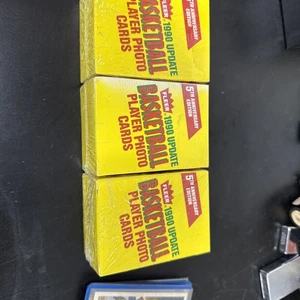 FLEER 1990 UPDATE
BASKETBALL
PLAYER PHOTO
CARDS
5TH ANNIVERSARY
EDITION
FLEER 1990 UPDATE
BASKETBALL
PLAYER PHOTO
CARDS
5TH ANNIVERSARY
EDITION
FLEER 1990 UPDATE
BASKETBALL
PLAYER PHOTO
CARDS
5TH ANNIVERSARY
EDITION